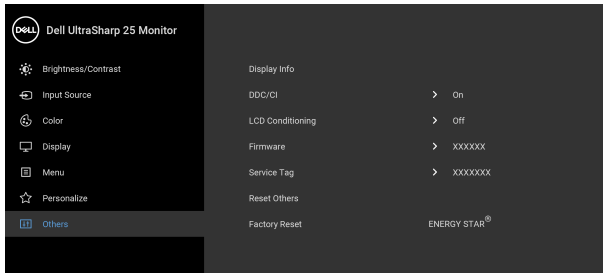 DELL Dell UltraSharp 25 Monitor
Brightness/Contrast
Input Source
Color
Display
Menu
Personalize
Others
Display Info
DDC/CI > On
LCD Conditioning > Off
Firmware > XXXXXX
Service Tag > XXXXXXX
Reset Others
Factory Reset ENERGY STAR®